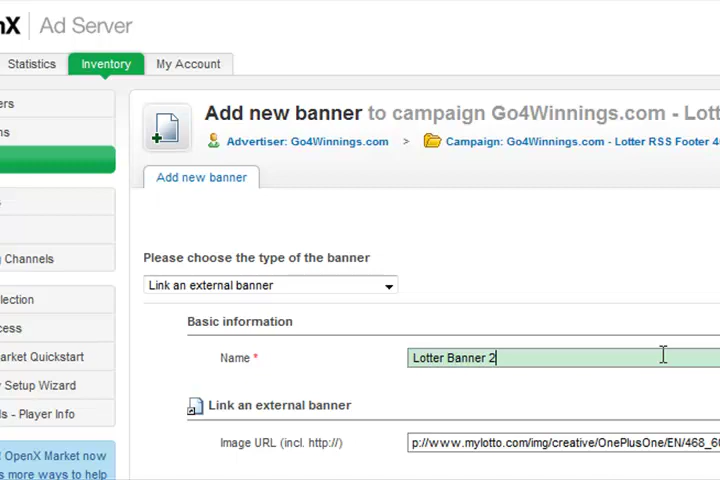 nX Ad Server
Statistics Inventory My Account
ers
ns
s
g Channels
lection
cess
arket Quickstart
y Setup Wizard
ls - Player Info
! OpenX Market now
s more ways to help
Add new banner to campaign Go4Winnings.com - Lott
Advertiser: Go4Winnings.com > Campaign: Go4Winnings.com - Lotter RSS Footer 4
Add new banner
Please choose the type of the banner
Link an external banner
Basic information
Name * Lotter Banner 2
Link an external banner
Image URL (incl. http://) p://www.mylotto.com/img/creative/OnePlusOne/EN/468_60